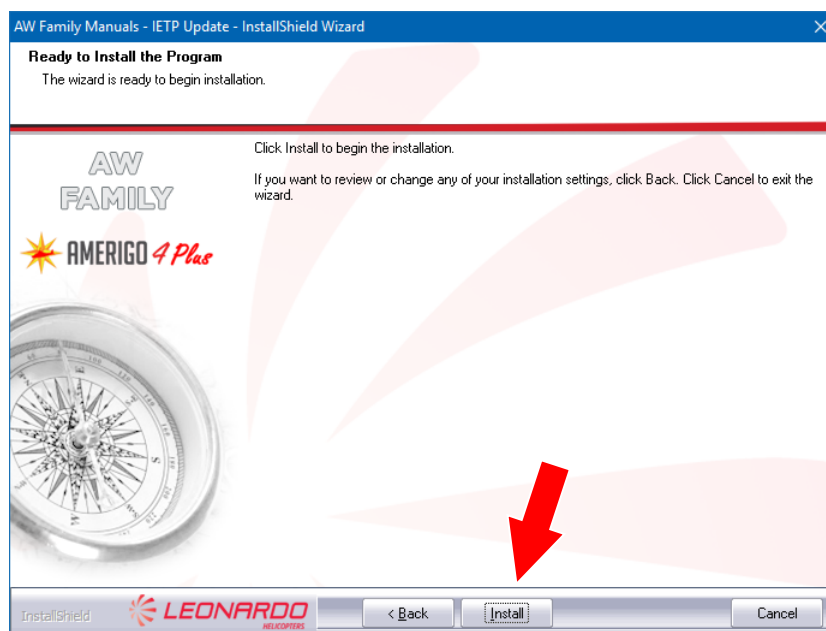 AW Family Manuals - IETP Update - InstallShield Wizard
Ready to Install the Program
The wizard is ready to begin installation.
Click Install to begin the installation.
If you want to review or change any of your installation settings, click Back. Click Cancel to exit the
wizard.
AW
FAMILY
AMERIGO 4 Plus
E
S
InstallShield
LEONARDO
HELICOPTERS
< Back
Install
Cancel